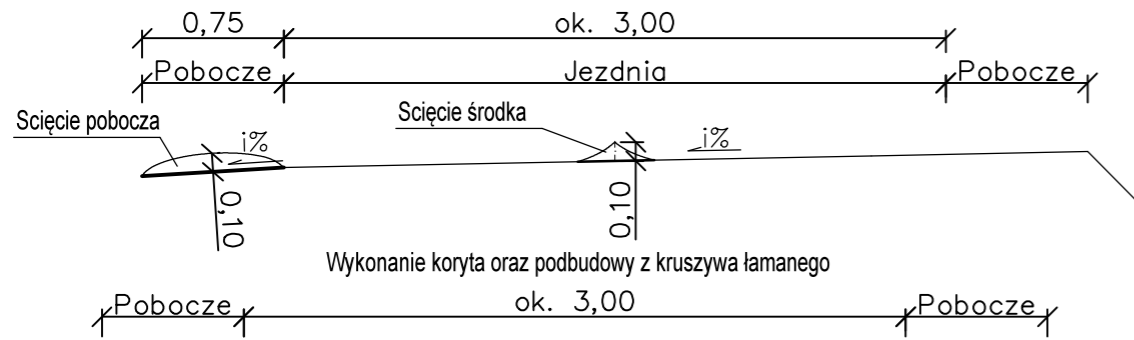 0,75 ok. 3,00
Pobocze Jezdnia Pobocze
Scięcie pobocza Scięcie środka
i% i%
0,10 0,10
Wykonanie koryta oraz podbudowy z kruszywa łamanego
Pobocze ok. 3,00 Pobocze